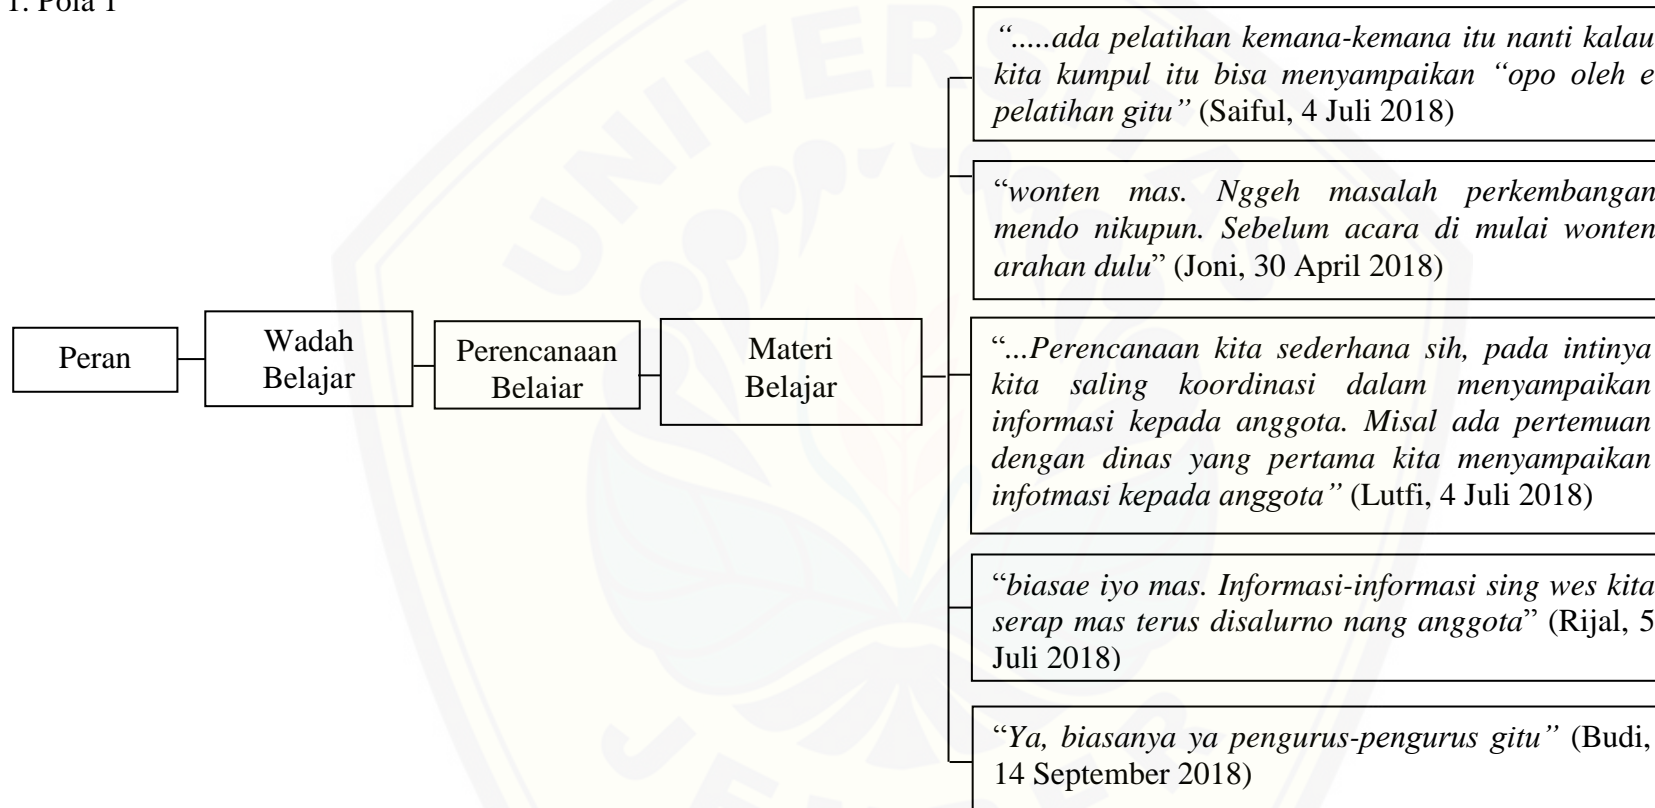 1. Pola 1
Peran
Wadah
Belajar
Perencanaan
Belajar
Materi
Belajar
“.....ada pelatihan kemana-kemana itu nanti kalau
kita kumpul itu bisa menyampaikan “opo oleh e
pelatihan gitu” (Saiful, 4 Juli 2018)
“wonten mas. Nggeh masalah perkembangan
mendo nikupun. Sebelum acara di mulai wonten
arahan dulu” (Joni, 30 April 2018)
“...Perencanaan kita sederhana sih, pada intinya
kita saling koordinasi dalam menyampaikan
informasi kepada anggota. Misal ada pertemuan
dengan dinas yang pertama kita menyampaikan
infotmasi kepada anggota” (Lutfi, 4 Juli 2018)
“biasae iyo mas. Informasi-informasi sing wes kita
serap mas terus disalurno nang anggota” (Rijal, 5
Juli 2018)
“Ya, biasanya ya pengurus-pengurus gitu” (Budi,
14 September 2018)
UNIVERSITAS
JEMBER